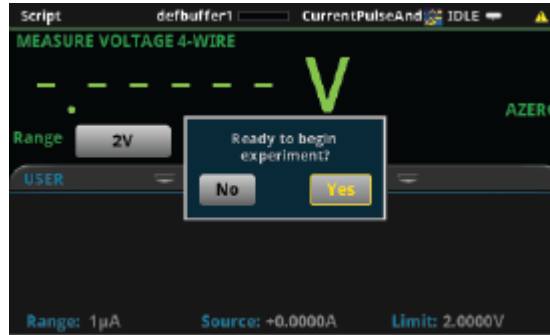 Script defbuffer1 CurrentPulseAnd IDLE
MEASURE VOLTAGE 4-WIRE
-.----- V
AZER
Range 2V
Ready to begin
experiment?
No Yes
USER
Range: 1µA Source: +0.0000A Limit: 2.0000V